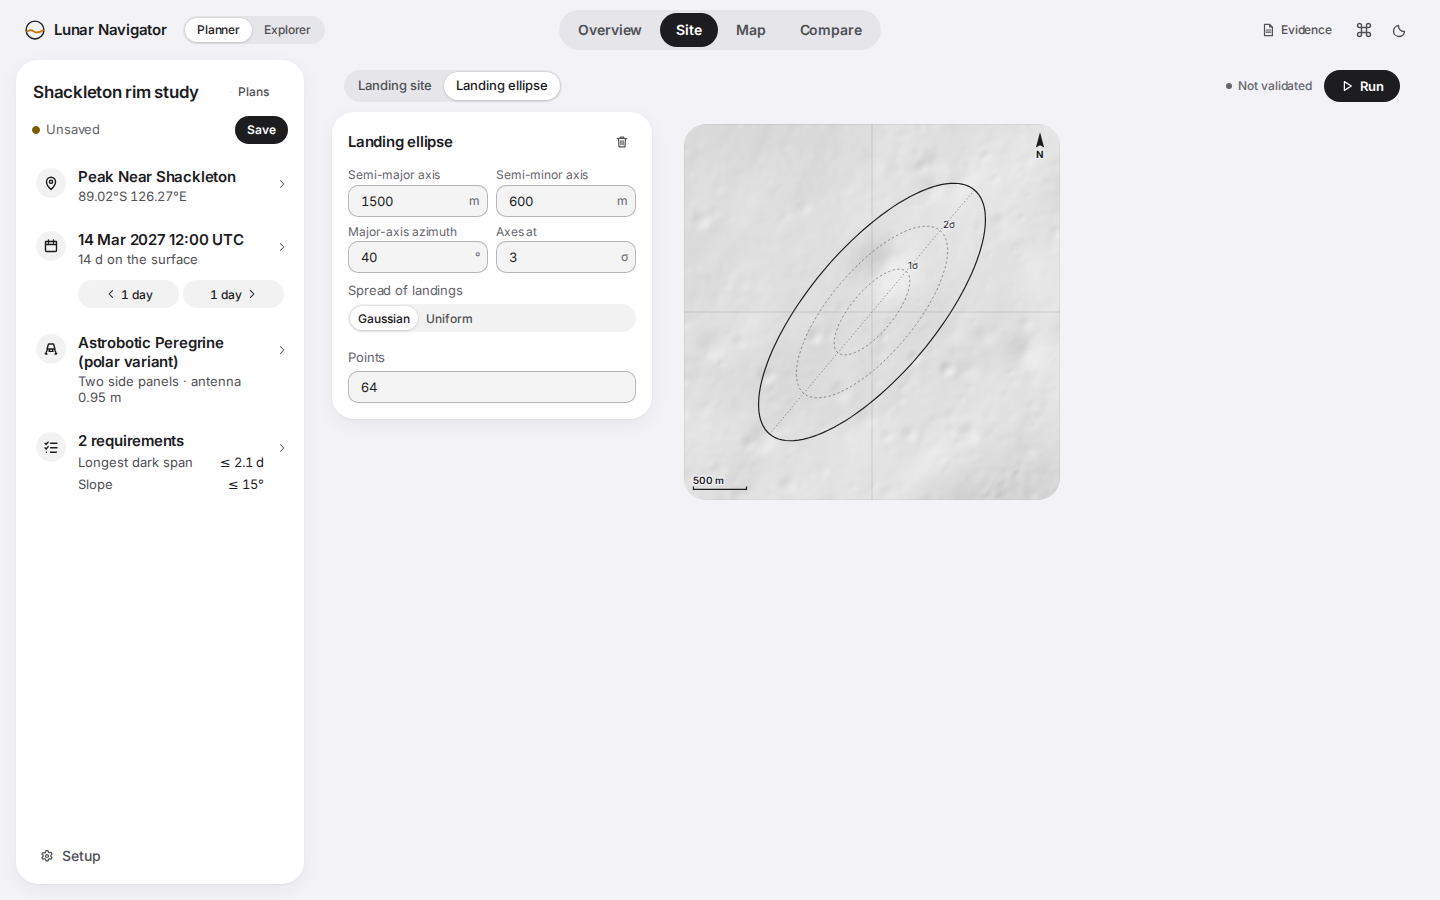 Lunar Navigator
Planner
Explorer
Overview
Site
Map
Compare
Evidence
Shackleton rim study
Plans
Unsaved
Save
Peak Near Shackleton
89.02°S 126.27°E
14 Mar 2027 12:00 UTC
14 d on the surface
1 day
1 day
Astrobotic Peregrine
(polar variant)
Two side panels · antenna
0.95 m
2 requirements
Longest dark span ≤ 2.1 d
Slope ≤ 15°
Setup
Landing site
Landing ellipse
Not validated
Run
Landing ellipse
Semi-major axis
Semi-minor axis
1500 m
600 m
Major-axis azimuth
Axes at
40 °
3 σ
Spread of landings
Gaussian
Uniform
Points
64
N
2σ
1σ
500 m